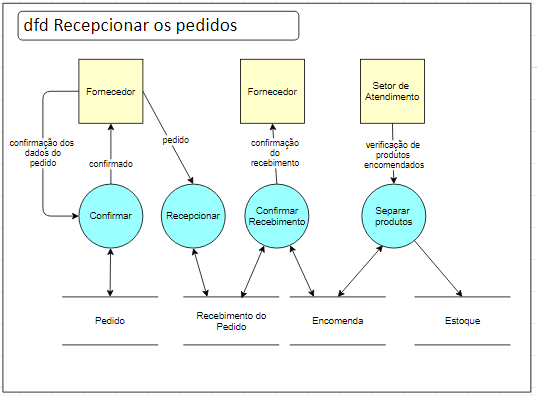 dfd Recepcionar os pedidos
Fornecedor
Fornecedor
Setor de
Atendimento
confirmação dos
dados do
pedido
confirmado
pedido
confirmação
do
recebimento
verificação de
produtos
encomendados
Confirmar
Recepcionar
Confirmar
Recebimento
Separar
produtos
Pedido
Recebimento do
Pedido
Encomenda
Estoque